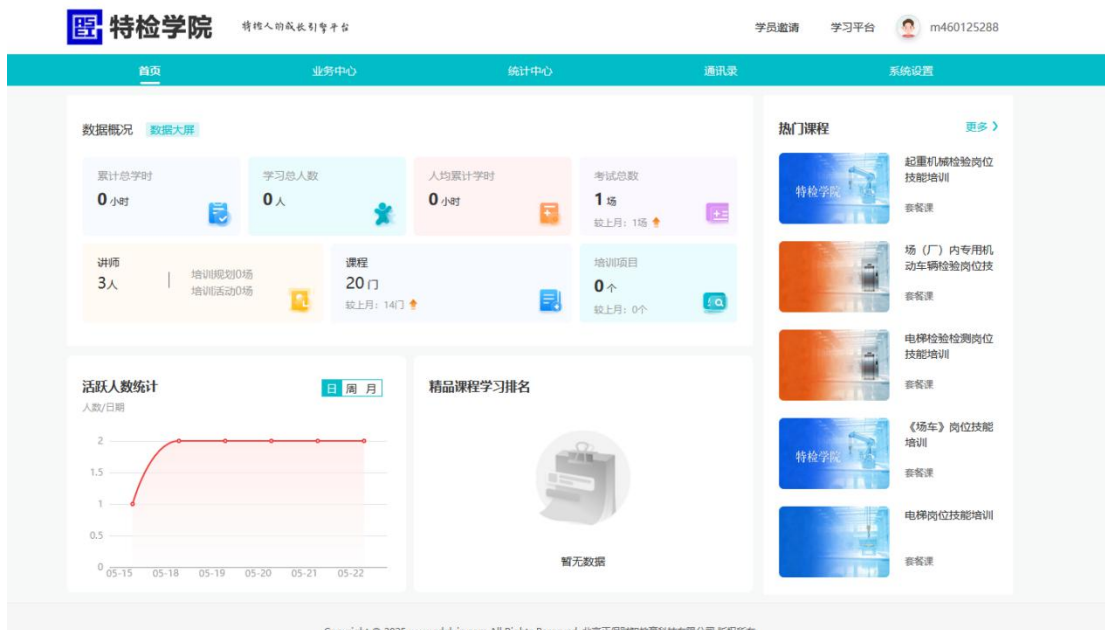 特检学院
特检人的成长引擎平台
学员邀请
学习平台
m460125288
首页
业务中心
统计中心
通讯录
系统设置
数据概况
数据大屏
累计总学时
0 小时
学习总人数
0 人
人均累计学时
0 小时
考试总数
1 场
较上月：1场
讲师
3人
培训规划0场
培训活动0场
课程
20 门
较上月：14门
培训项目
0 个
较上月：0个
活跃人数统计
日 周 月
人数/日期
2
1.5
1
0.5
0
05-15 05-18 05-19 05-20 05-21 05-22
精品课程学习排名
暂无数据
热门课程
更多
特检学院
起重机械检验岗位
技能培训
套餐课
场（厂）内专用机
动车辆检验岗位技
套餐课
电梯检验检测岗位
技能培训
套餐课
特检学院
《场车》岗位技能
培训
套餐课
电梯岗位技能培训
套餐课